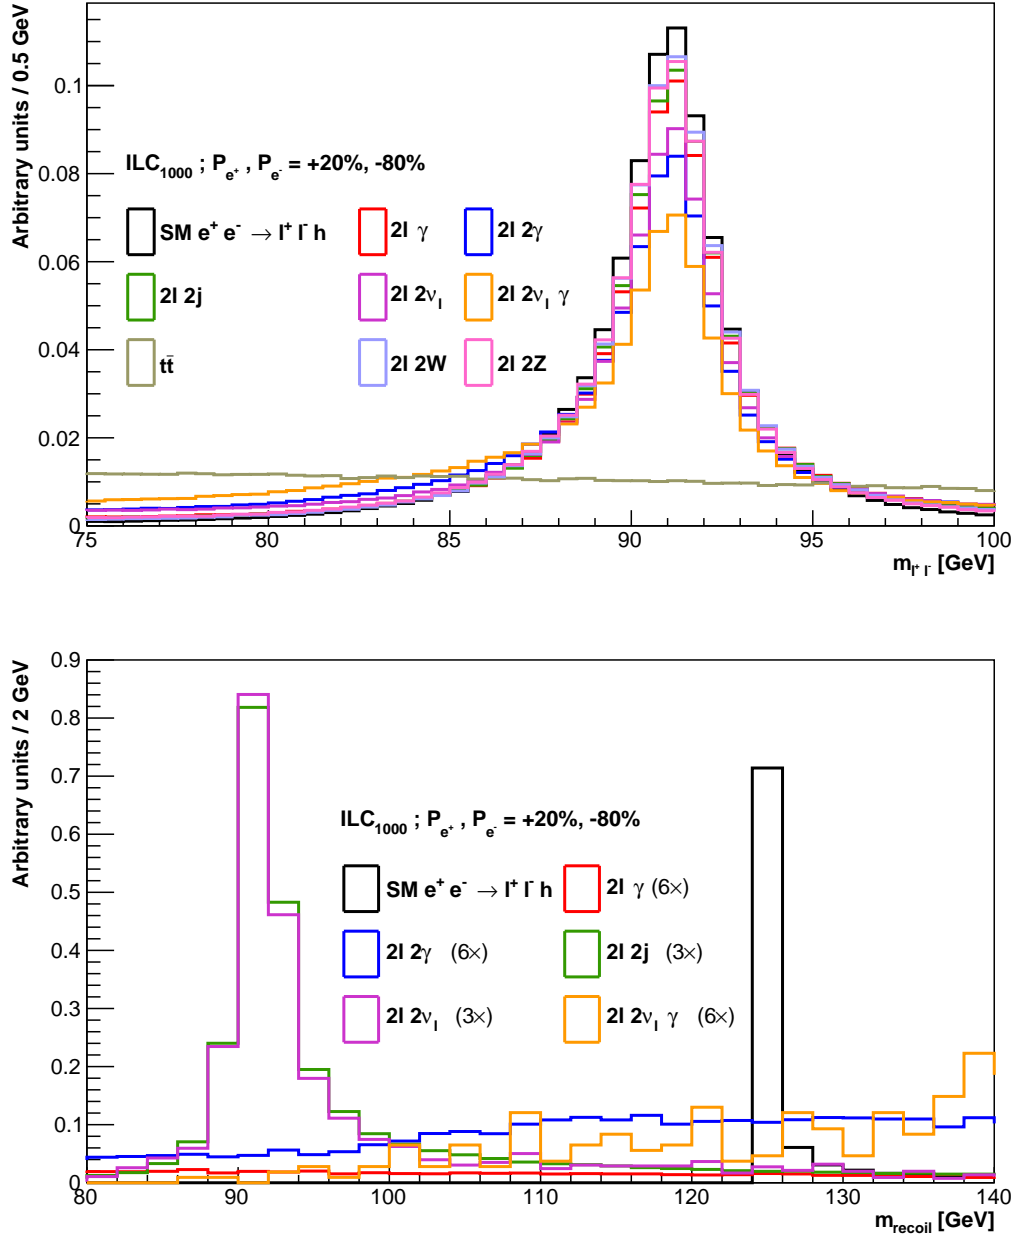 Arbitrary units / 0.5 GeV
0.1
0.08
0.06
0.04
0.02
0
ILC1000 ; Pe+ , Pe- = +20%, -80%
SM e+ e- → l+ l- h
2l γ
2l 2γ
2l 2j
2l 2νl
2l 2νl γ
tt̄
2l 2W
2l 2Z
75 80 85 90 95 100
ml+ l- [GeV]
Arbitrary units / 2 GeV
0.9
0.8
0.7
0.6
0.5
0.4
0.3
0.2
0.1
0
ILC1000 ; Pe+ , Pe- = +20%, -80%
SM e+ e- → l+ l- h
2l γ (6×)
2l 2γ (6×)
2l 2j (3×)
2l 2νl (3×)
2l 2νl γ (6×)
80 90 100 110 120 130 140
mrecoil [GeV]